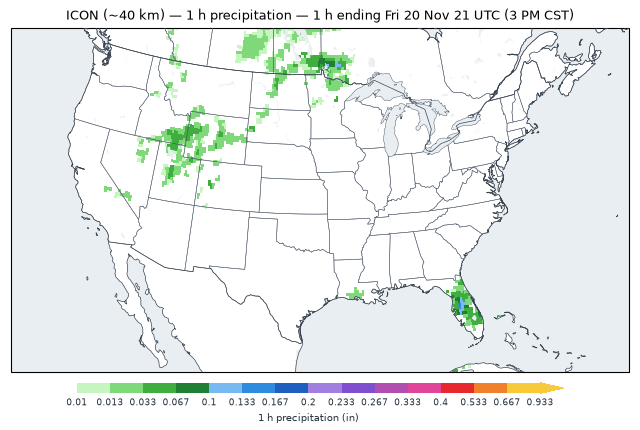 ICON (~40 km) — 1 h precipitation — 1 h ending Fri 20 Nov 21 UTC (3 PM CST)
0.01 0.013 0.033 0.067 0.1 0.133 0.167 0.2 0.233 0.267 0.333 0.4 0.533 0.667 0.933
1 h precipitation (in)